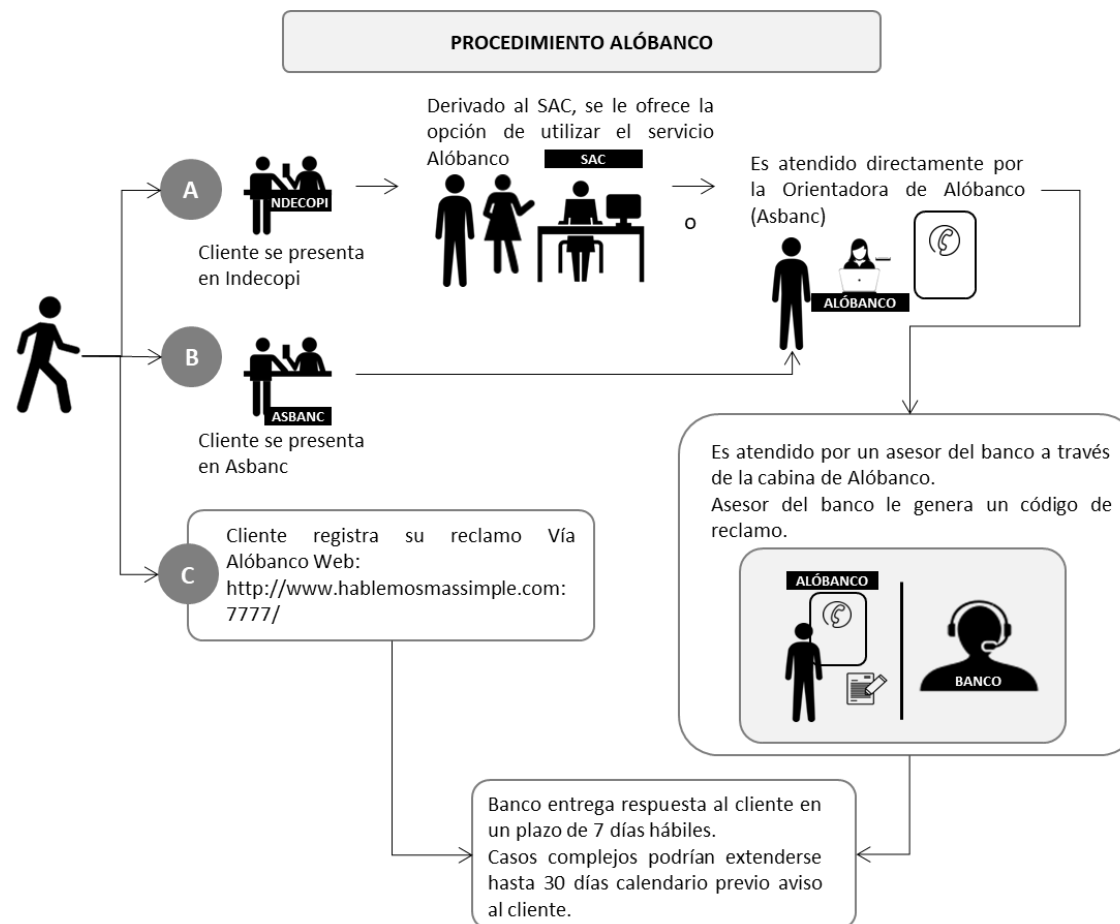 PROCEDIMIENTO ALÓBANCO
Derivado al SAC, se le ofrece la
opción de utilizar el servicio
Alóbanco
SAC
Es atendido directamente por
la Orientadora de Alóbanco
(Asbanc)
A
NDECOPI
o
Cliente se presenta
en Indecopi
ALÓBANCO
B
ASBANC
Cliente se presenta
en Asbanc
Es atendido por un asesor del banco a través
de la cabina de Alóbanco.
Asesor del banco le genera un código de
reclamo.
C
Cliente registra su reclamo Vía
Alóbanco Web:
http://www.hablemosmassimple.com:
7777/
ALÓBANCO
BANCO
Banco entrega respuesta al cliente en
un plazo de 7 días hábiles.
Casos complejos podrían extenderse
hasta 30 días calendario previo aviso
al cliente.